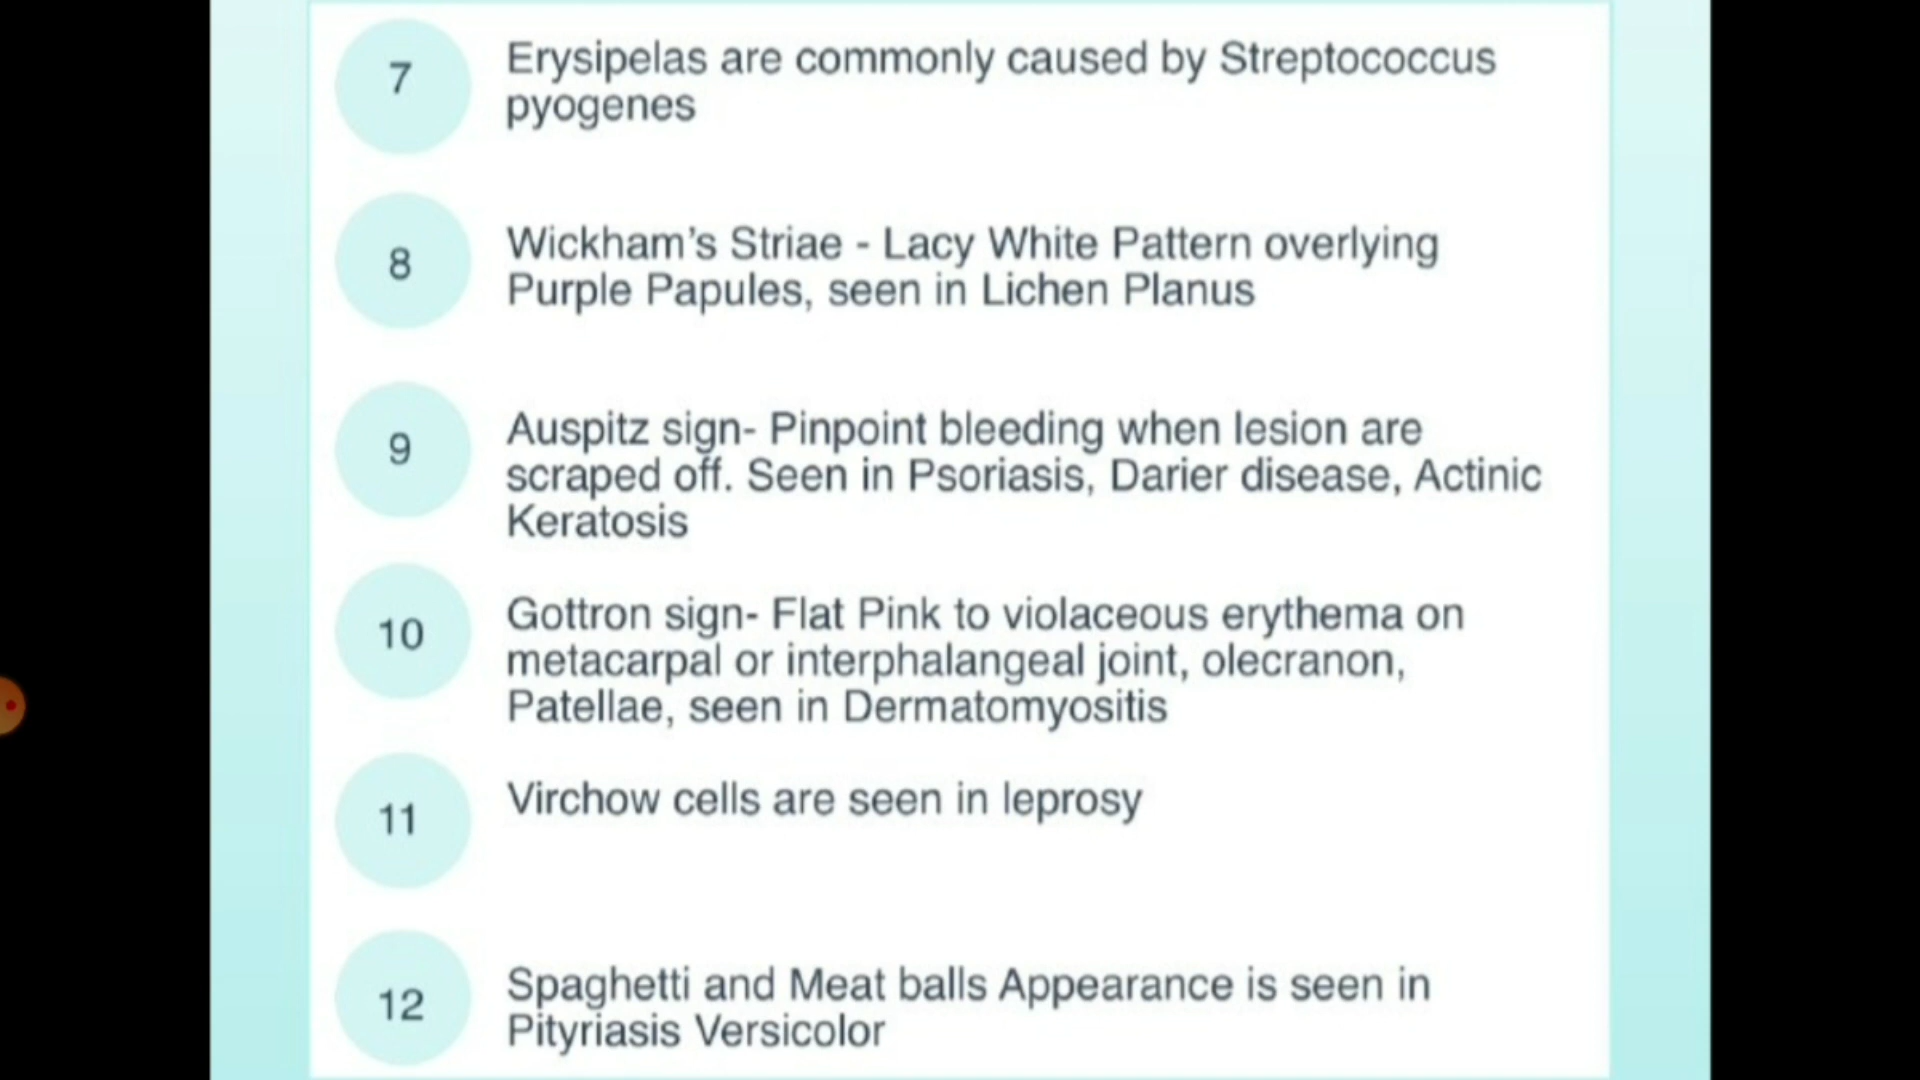 7
Erysipelas are commonly caused by Streptococcus
pyogenes
8
Wickham's Striae - Lacy White Pattern overlying
Purple Papules, seen in Lichen Planus
9
Auspitz sign- Pinpoint bleeding when lesion are
scraped off. Seen in Psoriasis, Darier disease, Actinic
Keratosis
10
Gottron sign- Flat Pink to violaceous erythema on
metacarpal or interphalangeal joint, olecranon,
Patellae, seen in Dermatomyositis
11
Virchow cells are seen in leprosy
12
Spaghetti and Meat balls Appearance is seen in
Pityriasis Versicolor